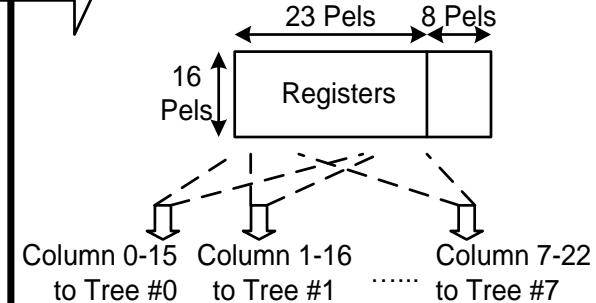 23 Pels 8 Pels
16 Pels
Registers
Column 0-15 to Tree #0
Column 1-16 to Tree #1
......
Column 7-22 to Tree #7